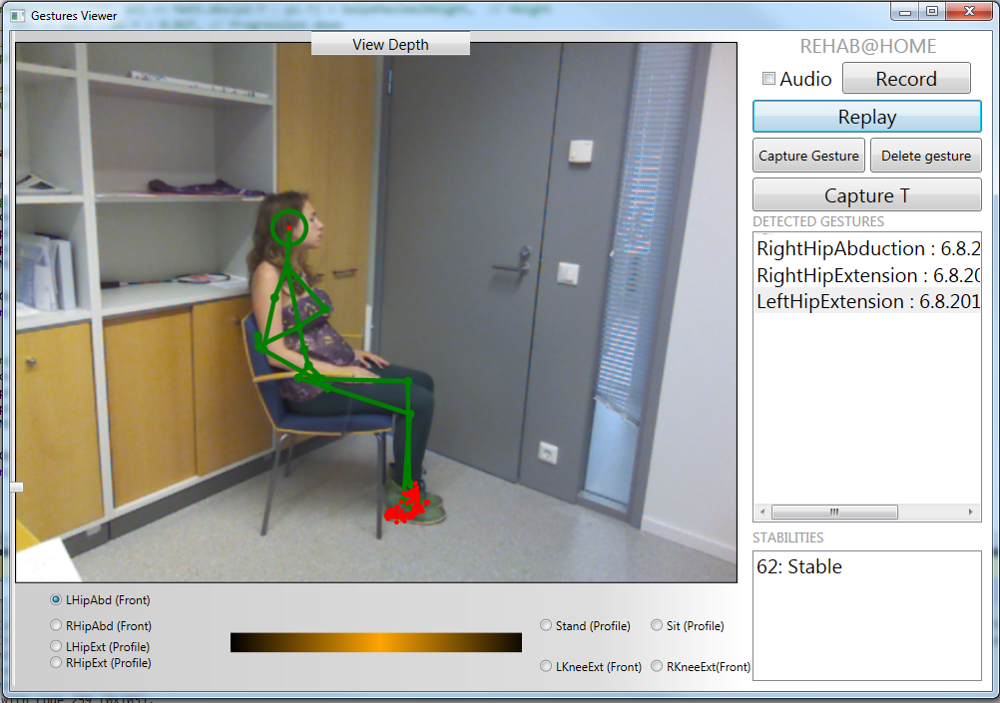 Gestures Viewer
View Depth
REHAB@HOME
Audio
Record
Replay
Capture Gesture
Delete gesture
Capture T
DETECTED GESTURES
RightHipAbduction : 6.8.2
RightHipExtension : 6.8.20
LeftHipExtension : 6.8.201
STABILITIES
62: Stable
LHipAbd (Front)
RHipAbd (Front)
LHipExt (Profile)
RHipExt (Profile)
Stand (Profile)
Sit (Profile)
LKneeExt (Front)
RKneeExt(Front)